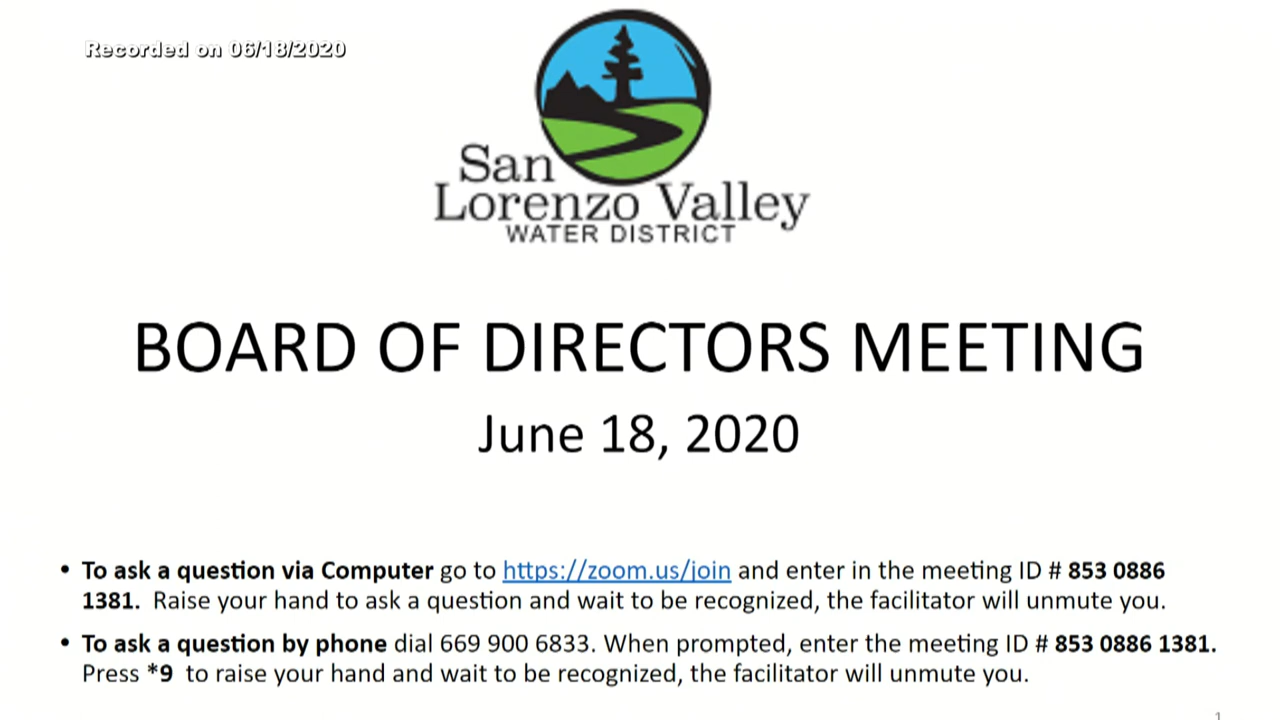 Recorded on 06/18/2020
San
Lorenzo Valley
WATER DISTRICT
BOARD OF DIRECTORS MEETING
June 18, 2020
• To ask a question via Computer go to https://zoom.us/join and enter in the meeting ID # 853 0886
1381. Raise your hand to ask a question and wait to be recognized, the facilitator will unmute you.
• To ask a question by phone dial 669 900 6833. When prompted, enter the meeting ID # 853 0886 1381.
Press *9 to raise your hand and wait to be recognized, the facilitator will unmute you.
1